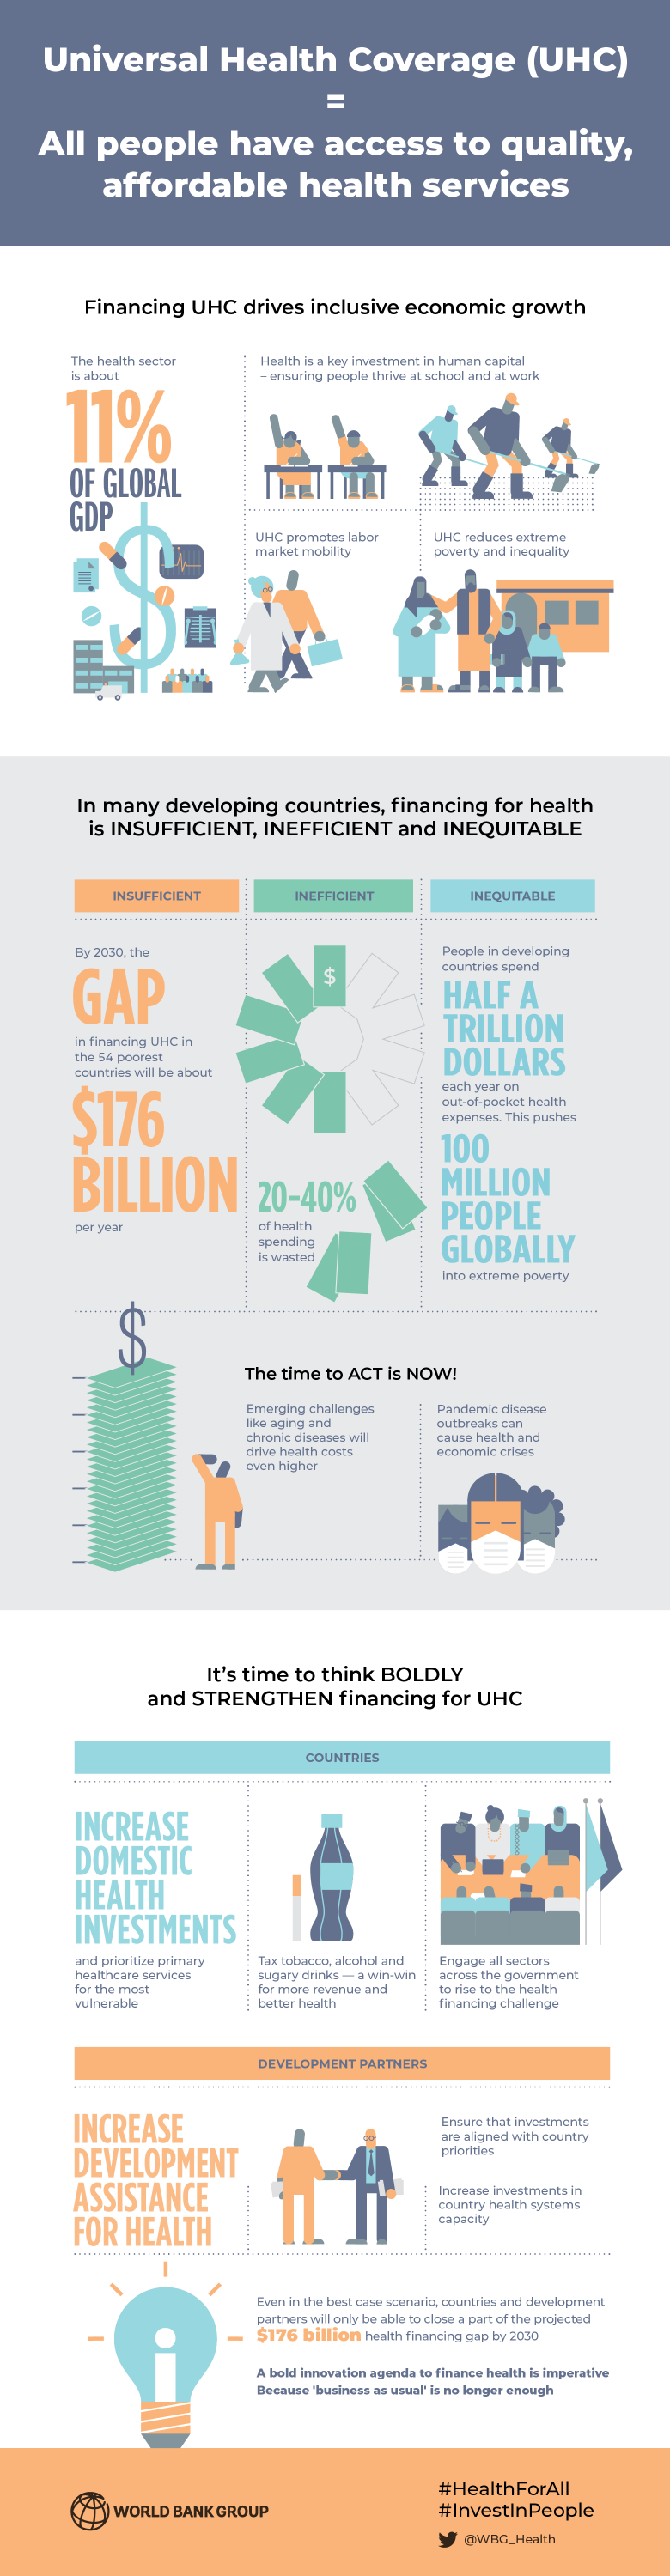 Universal Health Coverage (UHC)
=
All people have access to quality,
affordable health services
Financing UHC drives inclusive economic growth
The health sector
is about
11%
OF GLOBAL
GDP
$
Health is a key investment in human capital
– ensuring people thrive at school and at work
UHC promotes labor
market mobility
UHC reduces extreme
poverty and inequality
In many developing countries, financing for health
is INSUFFICIENT, INEFFICIENT and INEQUITABLE
INSUFFICIENT
By 2030, the
GAP
in financing UHC in
the 54 poorest
countries will be about
$176
BILLION
per year
INEFFICIENT
$
20-40%
of health
spending
is wasted
INEQUITABLE
People in developing
countries spend
HALF A
TRILLION
DOLLARS
each year on
out-of-pocket health
expenses. This pushes
100
MILLION
PEOPLE
GLOBALLY
into extreme poverty
$
The time to ACT is NOW!
Emerging challenges
like aging and
chronic diseases will
drive health costs
even higher
Pandemic disease
outbreaks can
cause health and
economic crises
It’s time to think BOLDLY
and STRENGTHEN financing for UHC
COUNTRIES
INCREASE
DOMESTIC
HEALTH
INVESTMENTS
and prioritize primary
healthcare services
for the most
vulnerable
Tax tobacco, alcohol and
sugary drinks — a win-win
for more revenue and
better health
Engage all sectors
across the government
to rise to the health
financing challenge
DEVELOPMENT PARTNERS
INCREASE
DEVELOPMENT
ASSISTANCE
FOR HEALTH
Ensure that investments
are aligned with country
priorities
Increase investments in
country health systems
capacity
i
Even in the best case scenario, countries and development
partners will only be able to close a part of the projected
$176 billion health financing gap by 2030
A bold innovation agenda to finance health is imperative
Because 'business as usual' is no longer enough
WORLD BANK GROUP
#HealthForAll
#InvestInPeople
@WBG_Health